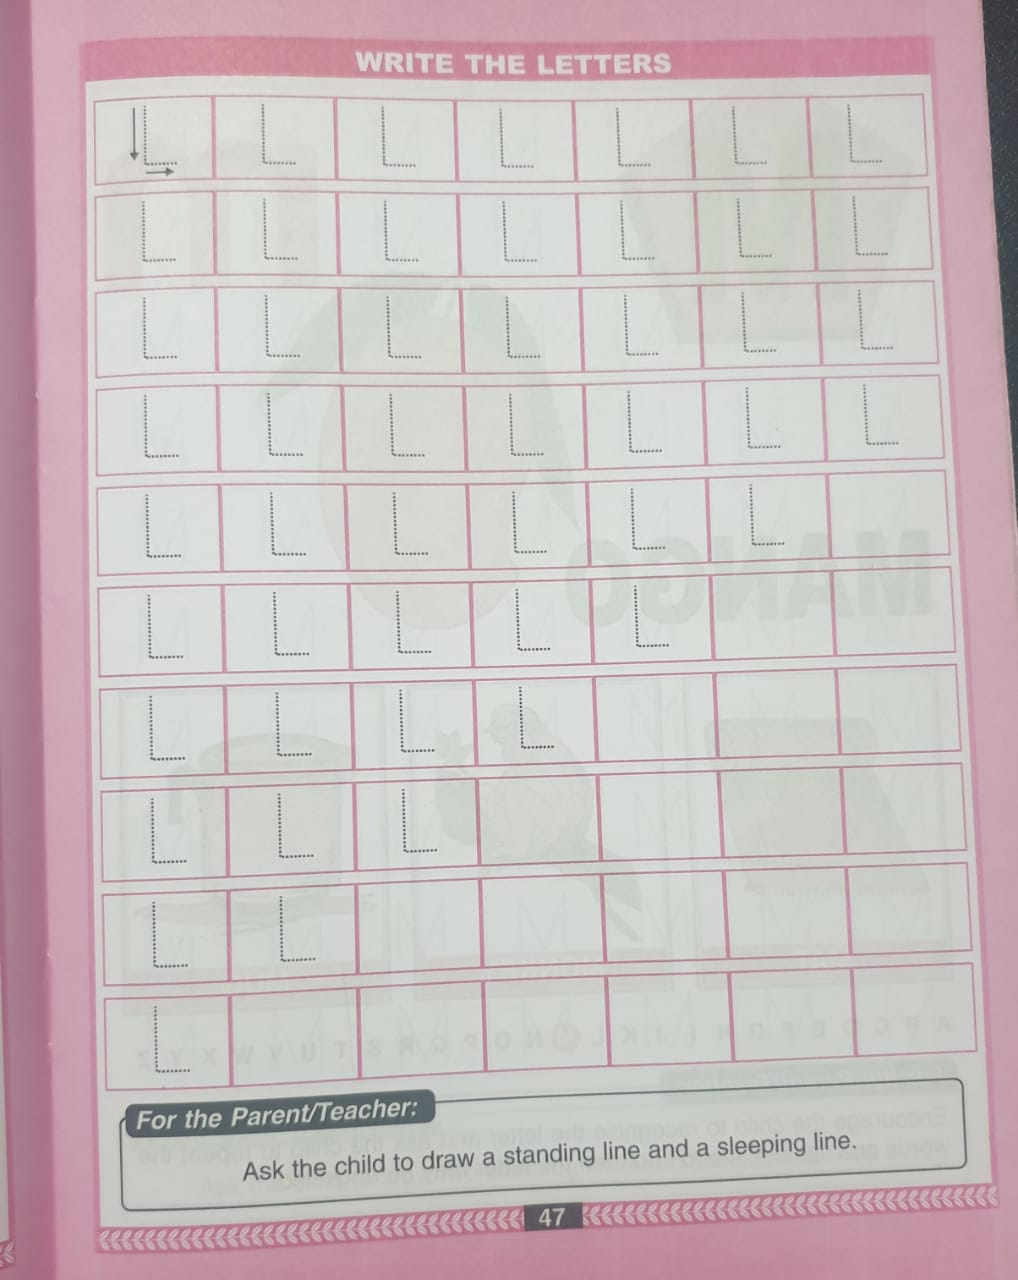 WRITE THE LETTERS
L L L L L L L
L L L L L L L
L L L L L L L
L L L L L L L
L L L L L L
L L L L L
L L L L
L L L
L L
L
For the Parent/Teacher:
Ask the child to draw a standing line and a sleeping line.
47